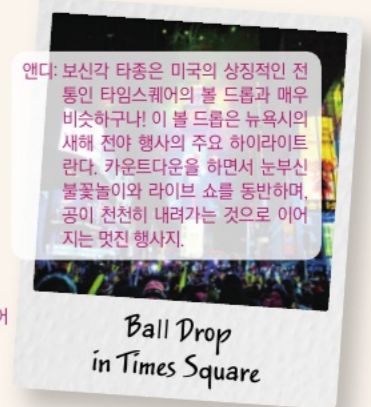 앤디: 보신각 타종은 미국의 상징적인 전
통인 타임스퀘어의 볼 드롭과 매우
비슷하구나! 이 볼 드롭은 뉴욕시의
새해 전야 행사의 주요 하이라이트
란다. 카운트다운을 하면서 눈부신
불꽃놀이와 라이브 쇼를 동반하며,
공이 천천히 내려가는 것으로 이어
지는 멋진 행사지.
어
Ball Drop
in Times Square